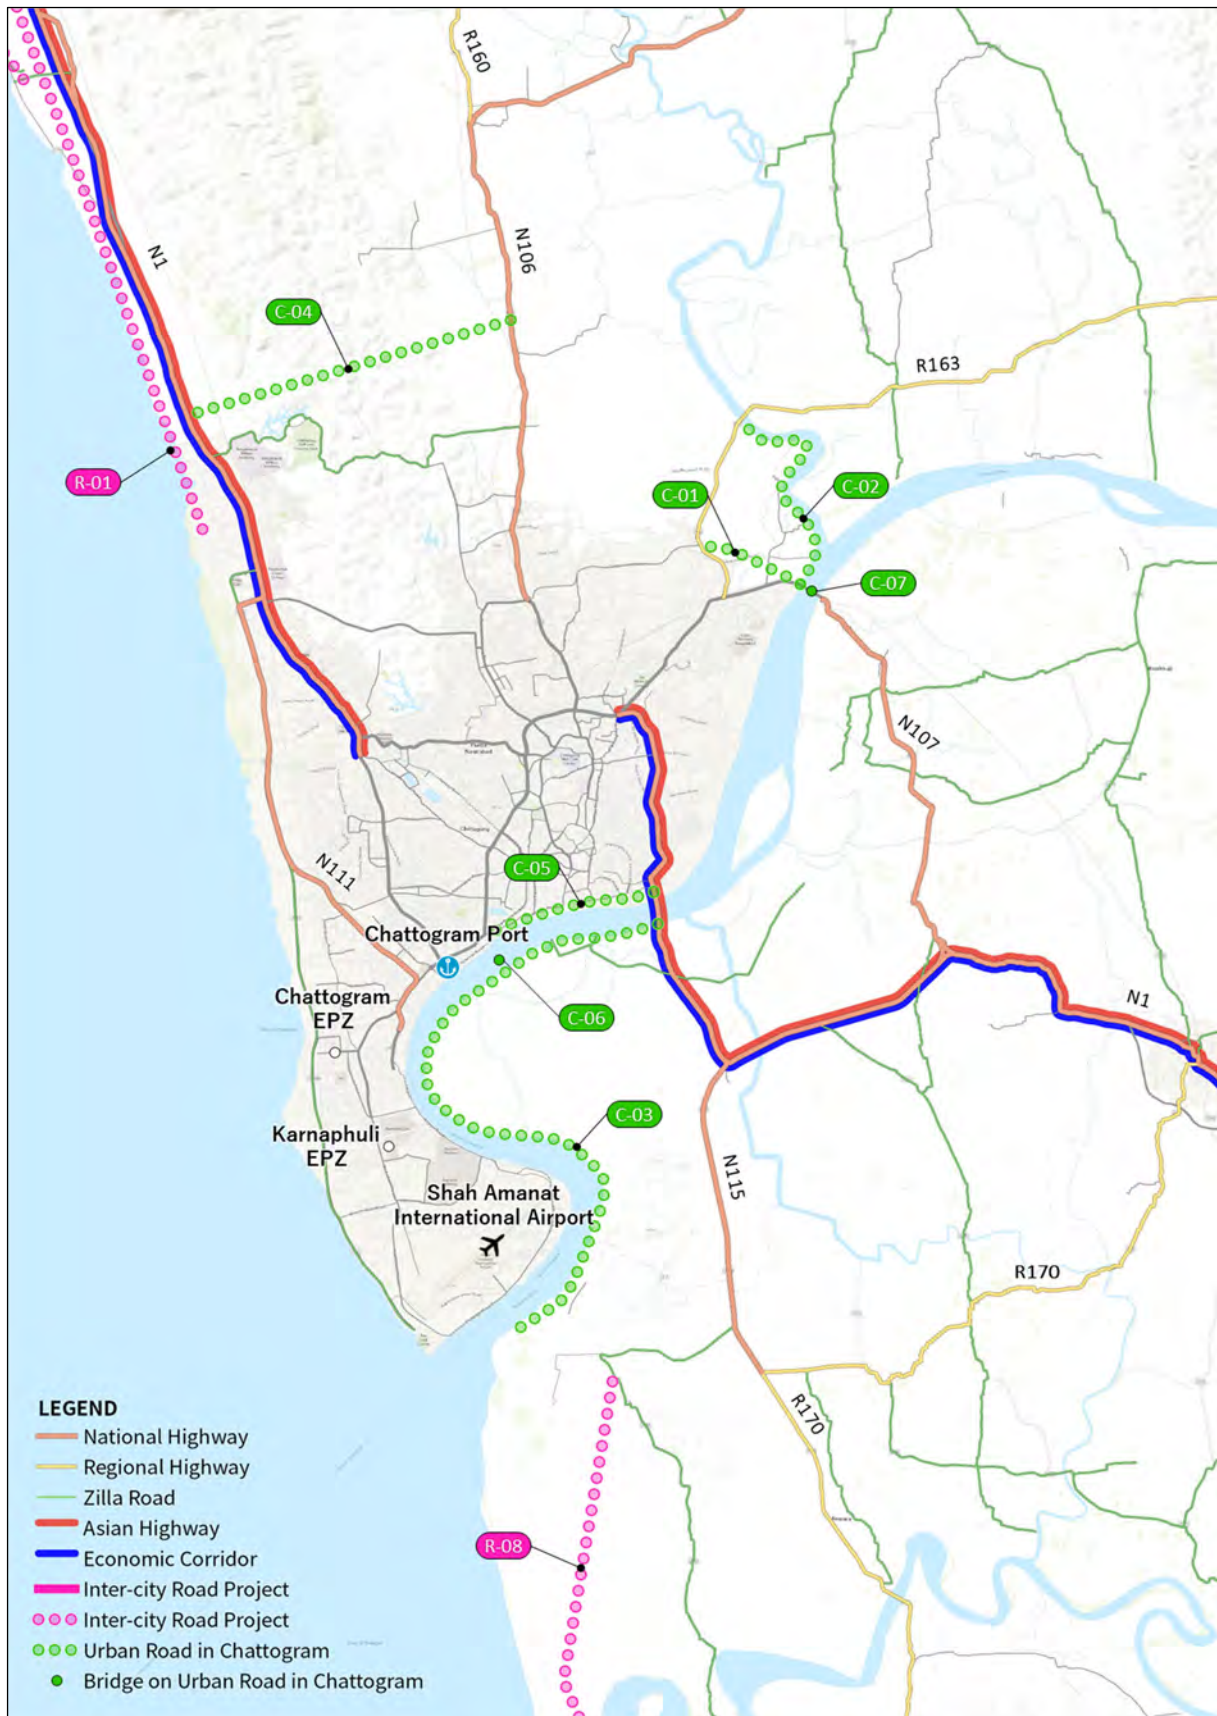 R160
N1
N106
C-04
R163
R-01
C-01
C-02
C-07
N107
N111
C-05
Chattogram Port
Chattogram
EPZ
C-06
N1
Karnaphuli
EPZ
C-03
N115
Shah Amanat
International Airport
R170
R170
R-08
LEGEND
National Highway
Regional Highway
Zilla Road
Asian Highway
Economic Corridor
Inter-city Road Project
Inter-city Road Project
Urban Road in Chattogram
Bridge on Urban Road in Chattogram